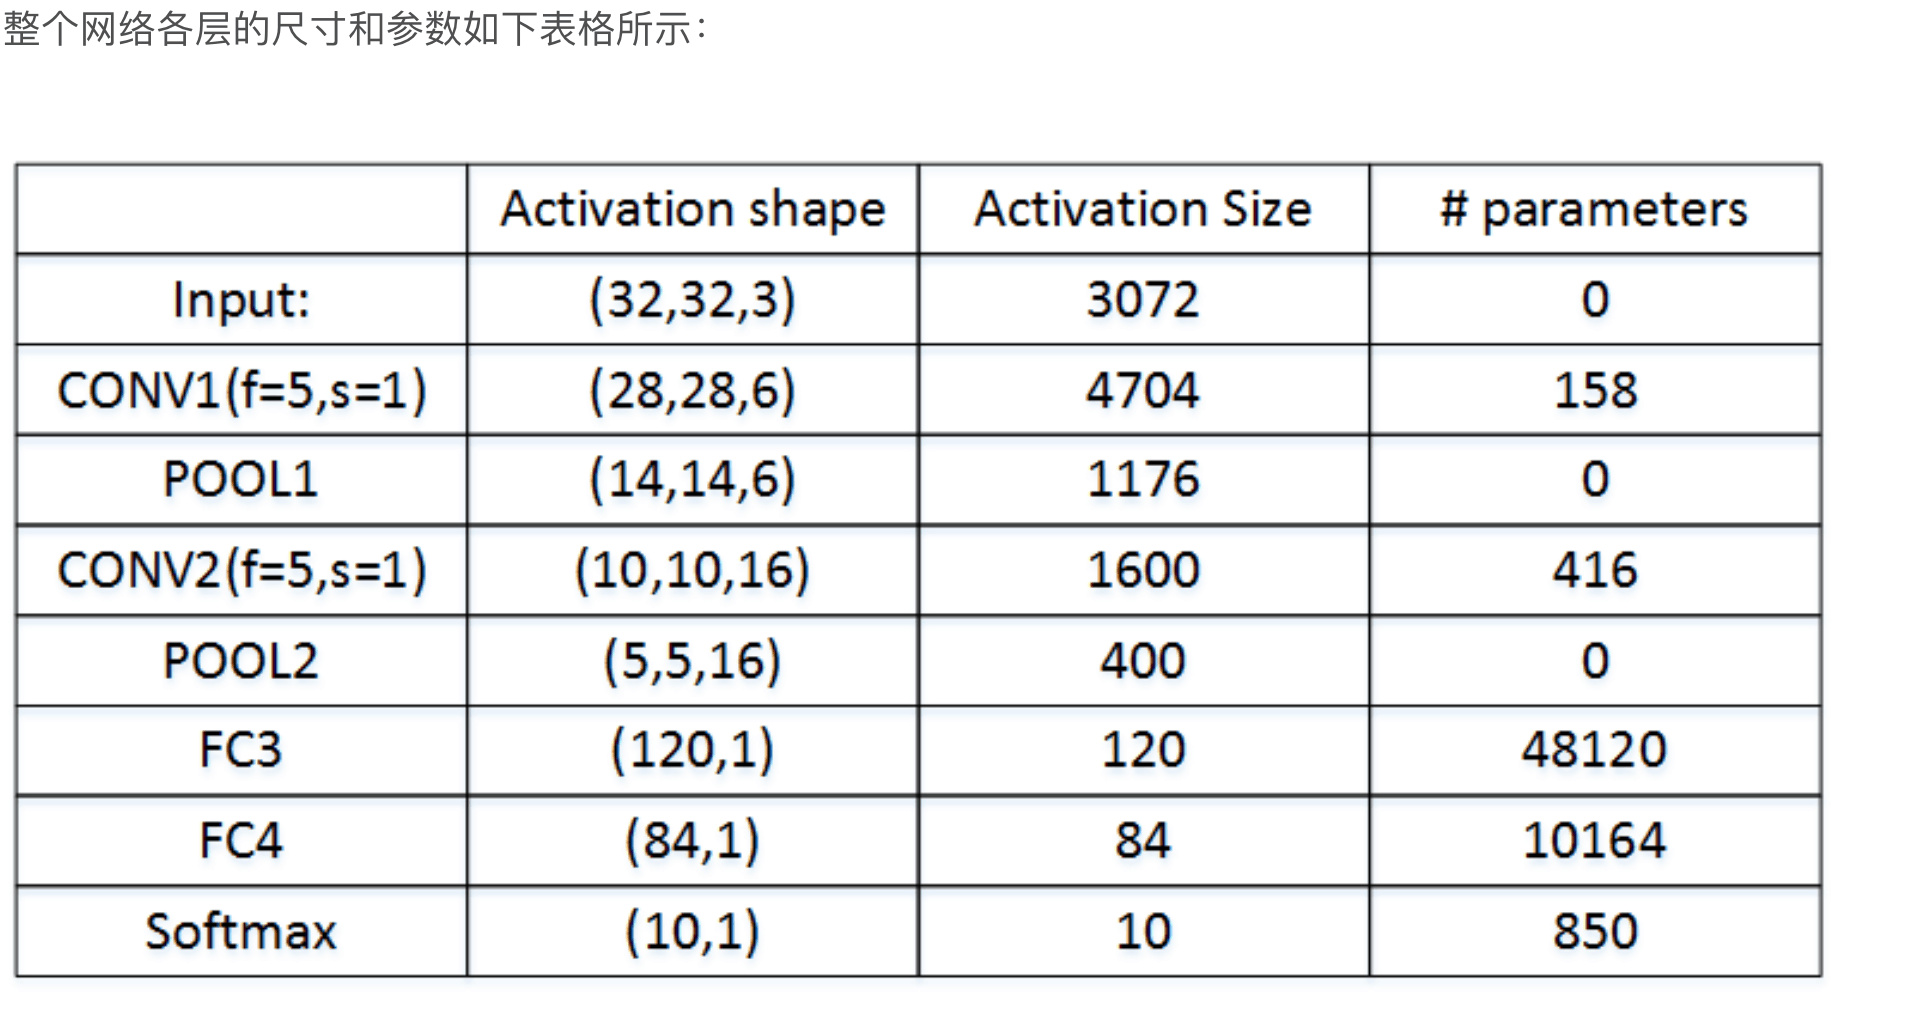 整个网络各层的尺寸和参数如下表格所示：
Activation shape Activation Size # parameters
Input: (32,32,3) 3072 0
CONV1(f=5,s=1) (28,28,6) 4704 158
POOL1 (14,14,6) 1176 0
CONV2(f=5,s=1) (10,10,16) 1600 416
POOL2 (5,5,16) 400 0
FC3 (120,1) 120 48120
FC4 (84,1) 84 10164
Softmax (10,1) 10 850